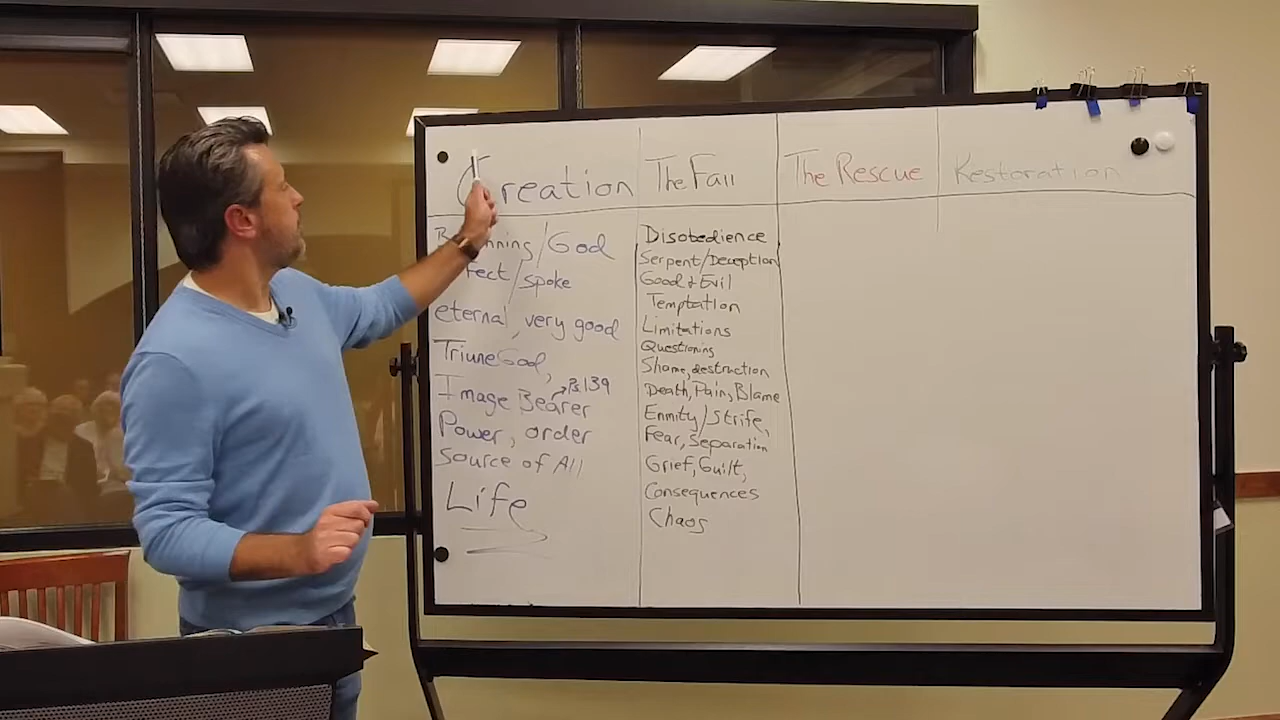 Creation
The Fall
The Rescue
Restoration
Beginning/God
Perfect/spoke
eternal, very good
Triune God,
Image Bearer → Ps. 139
Power, order
Source of All
Life
Disobedience
Serpent/Deception
Good & Evil
Temptation
Limitations
Questioning
Shame, destruction
Death, Pain, Blame
Enmity/Strife,
Fear, Separation
Grief, Guilt,
Consequences
Chaos